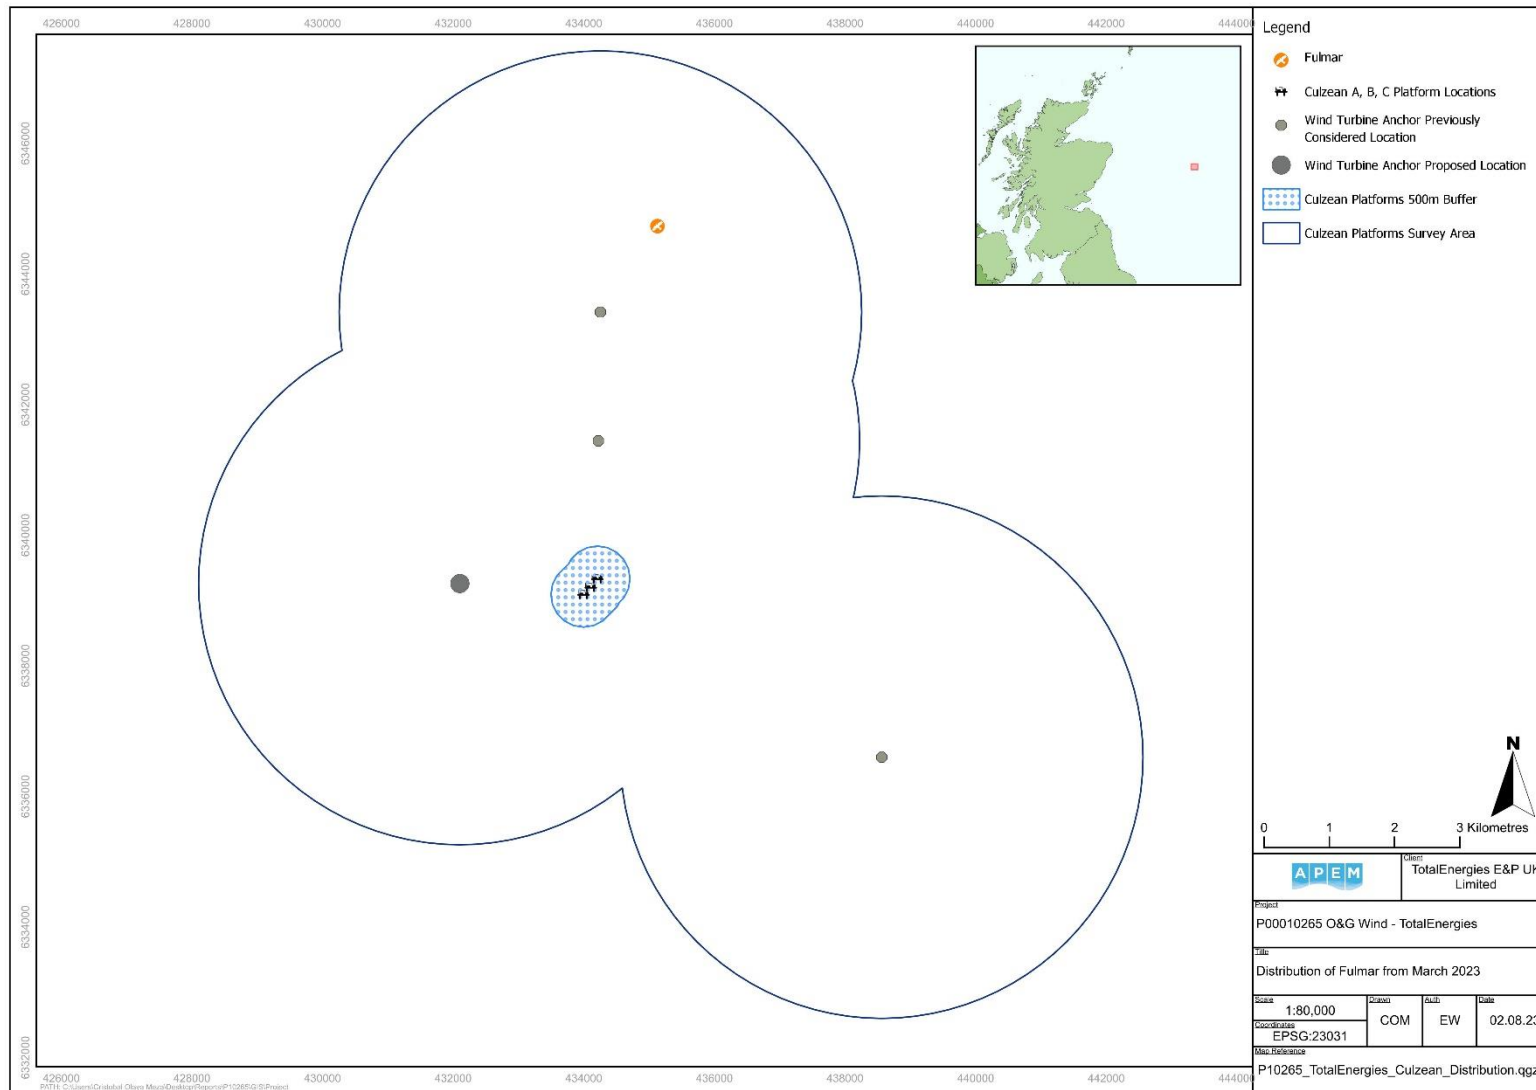 426000 428000 430000 432000 434000 436000 438000 440000 442000 444000
6346000
6344000
6342000
6340000
6338000
6336000
6334000
6332000
426000 428000 430000 432000 434000 436000 438000 440000 442000 444000
Legend
Fulmar
Culzean A, B, C Platform Locations
Wind Turbine Anchor Previously
Considered Location
Wind Turbine Anchor Proposed Location
Culzean Platforms 500m Buffer
Culzean Platforms Survey Area
N
0 1 2 3 Kilometres
APEM
Client
TotalEnergies E&P UK
Limited
Project
P00010265 O&G Wind - TotalEnergies
Title
Distribution of Fulmar from March 2023
Scale
1:80,000
Coordinates
EPSG:23031
Drawn
COM
Auth
EW
Date
02.08.23
Map Reference
P10265_TotalEnergies_Culzean_Distribution.qgz